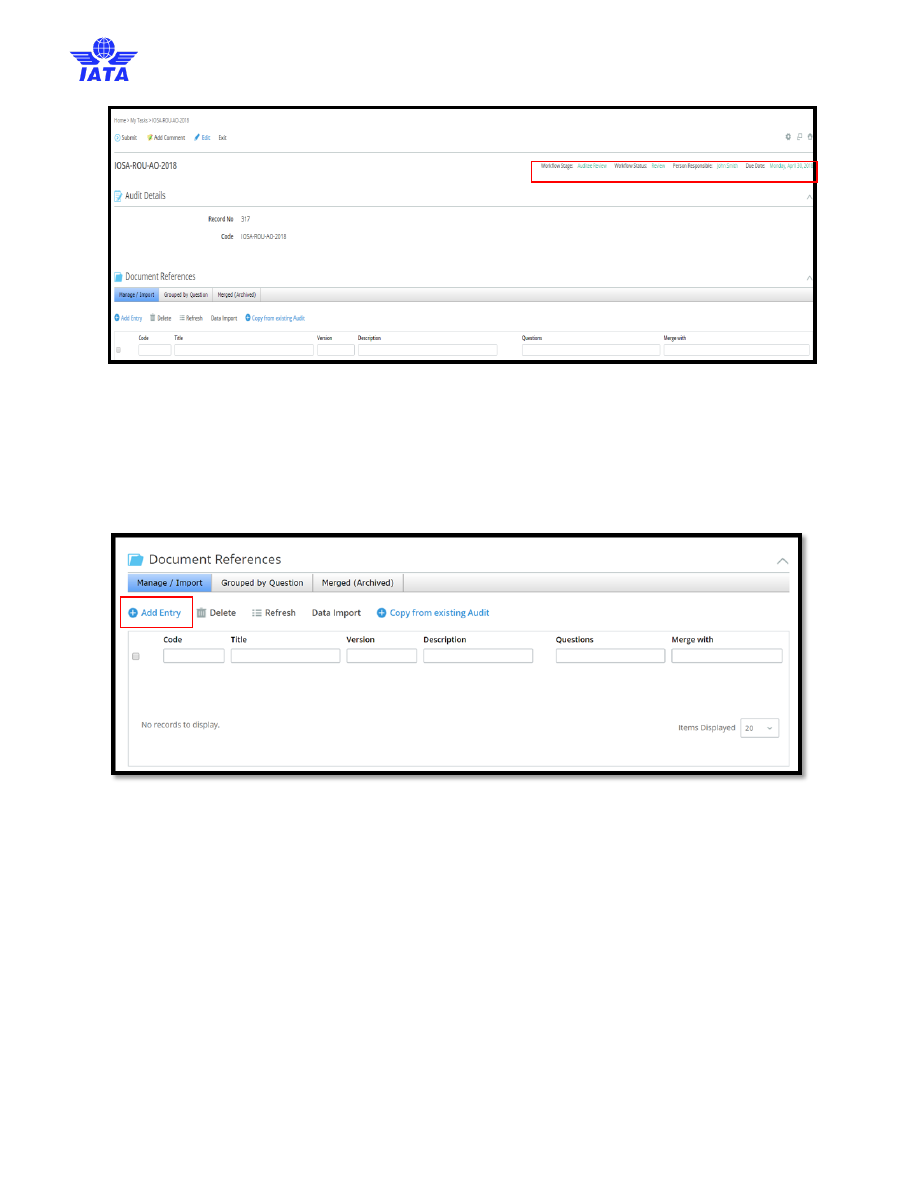 IATA
Home > My Tasks > IOSA-ROU-AO-2018
Submit Add Comment Edit Exit
IOSA-ROU-AO-2018 Workflow Stage: Auditee Review Workflow Status: Review Person Responsible: John Smith Due Date: Monday, April
Audit Details
Record No 317
Code IOSA-ROU-AO-2018
Document References
Manage / Import Grouped by Question Merged (Archived)
Add Entry Delete Refresh Data Import Copy from existing Audit
Code Title Version Description Questions Merge with
Document References
Manage / Import Grouped by Question Merged (Archived)
Add Entry Delete Refresh Data Import Copy from existing Audit
Code Title Version Description Questions Merge with
No records to display. Items Displayed 20